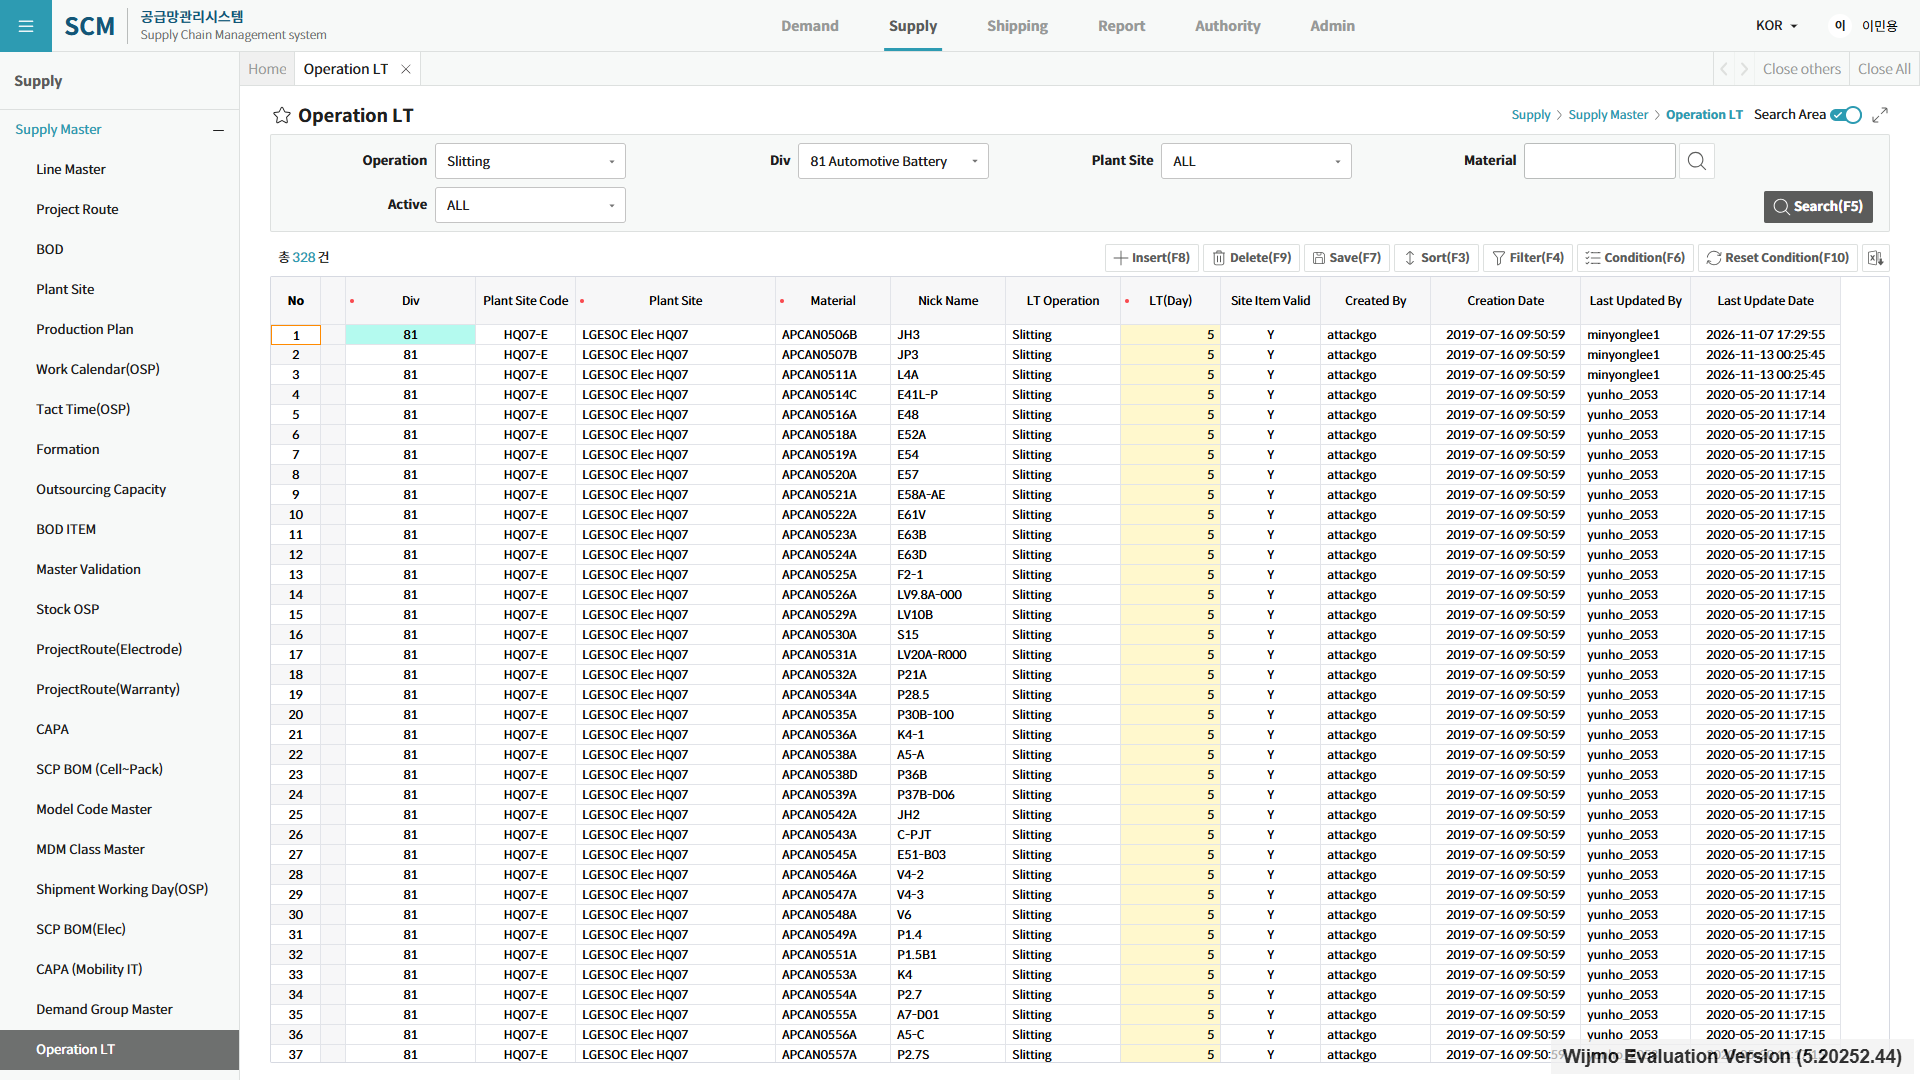 SCM
공급망관리시스템
Supply Chain Management system
Demand Supply Shipping Report Authority Admin
KOR 이 이민용
Supply
Home Operation LT
Close others Close All
Supply Master
Line Master
Project Route
BOD
Plant Site
Production Plan
Work Calendar(OSP)
Tact Time(OSP)
Formation
Outsourcing Capacity
BOD ITEM
Master Validation
Stock OSP
ProjectRoute(Electrode)
ProjectRoute(Warranty)
CAPA
SCP BOM (Cell~Pack)
Model Code Master
MDM Class Master
Shipment Working Day(OSP)
SCP BOM(Elec)
CAPA (Mobility IT)
Demand Group Master
Operation LT
Operation LT
Supply > Supply Master > Operation LT Search Area
Operation Slitting Div 81 Automotive Battery Plant Site ALL Material
Active ALL
Search(F5)
총 328 건
Insert(F8) Delete(F9) Save(F7) Sort(F3) Filter(F4) Condition(F6) Reset Condition(F10)
No Div Plant Site Code Plant Site Material Nick Name LT Operation LT(Day) Site Item Valid Created By Creation Date Last Updated By Last Update Date
1 81 HQ07-E LGESOC Elec HQ07 APCAN0506B JH3 Slitting 5 Y attackgo 2019-07-16 09:50:59 minyonglee1 2026-11-07 17:29:55
2 81 HQ07-E LGESOC Elec HQ07 APCAN0507B JP3 Slitting 5 Y attackgo 2019-07-16 09:50:59 minyonglee1 2026-11-13 00:25:45
3 81 HQ07-E LGESOC Elec HQ07 APCAN0511A L4A Slitting 5 Y attackgo 2019-07-16 09:50:59 minyonglee1 2026-11-13 00:25:45
4 81 HQ07-E LGESOC Elec HQ07 APCAN0514C E41L-P Slitting 5 Y attackgo 2019-07-16 09:50:59 yunho_2053 2020-05-20 11:17:14
5 81 HQ07-E LGESOC Elec HQ07 APCAN0516A E48 Slitting 5 Y attackgo 2019-07-16 09:50:59 yunho_2053 2020-05-20 11:17:14
6 81 HQ07-E LGESOC Elec HQ07 APCAN0518A E52A Slitting 5 Y attackgo 2019-07-16 09:50:59 yunho_2053 2020-05-20 11:17:15
7 81 HQ07-E LGESOC Elec HQ07 APCAN0519A E54 Slitting 5 Y attackgo 2019-07-16 09:50:59 yunho_2053 2020-05-20 11:17:15
8 81 HQ07-E LGESOC Elec HQ07 APCAN0520A E57 Slitting 5 Y attackgo 2019-07-16 09:50:59 yunho_2053 2020-05-20 11:17:15
9 81 HQ07-E LGESOC Elec HQ07 APCAN0521A E58A-AE Slitting 5 Y attackgo 2019-07-16 09:50:59 yunho_2053 2020-05-20 11:17:15
10 81 HQ07-E LGESOC Elec HQ07 APCAN0522A E61V Slitting 5 Y attackgo 2019-07-16 09:50:59 yunho_2053 2020-05-20 11:17:15
11 81 HQ07-E LGESOC Elec HQ07 APCAN0523A E63B Slitting 5 Y attackgo 2019-07-16 09:50:59 yunho_2053 2020-05-20 11:17:15
12 81 HQ07-E LGESOC Elec HQ07 APCAN0524A E63D Slitting 5 Y attackgo 2019-07-16 09:50:59 yunho_2053 2020-05-20 11:17:15
13 81 HQ07-E LGESOC Elec HQ07 APCAN0525A F2-1 Slitting 5 Y attackgo 2019-07-16 09:50:59 yunho_2053 2020-05-20 11:17:15
14 81 HQ07-E LGESOC Elec HQ07 APCAN0526A LV9.8A-000 Slitting 5 Y attackgo 2019-07-16 09:50:59 yunho_2053 2020-05-20 11:17:15
15 81 HQ07-E LGESOC Elec HQ07 APCAN0529A LV10B Slitting 5 Y attackgo 2019-07-16 09:50:59 yunho_2053 2020-05-20 11:17:15
16 81 HQ07-E LGESOC Elec HQ07 APCAN0530A S15 Slitting 5 Y attackgo 2019-07-16 09:50:59 yunho_2053 2020-05-20 11:17:15
17 81 HQ07-E LGESOC Elec HQ07 APCAN0531A LV20A-R000 Slitting 5 Y attackgo 2019-07-16 09:50:59 yunho_2053 2020-05-20 11:17:15
18 81 HQ07-E LGESOC Elec HQ07 APCAN0532A P21A Slitting 5 Y attackgo 2019-07-16 09:50:59 yunho_2053 2020-05-20 11:17:15
19 81 HQ07-E LGESOC Elec HQ07 APCAN0534A P28.5 Slitting 5 Y attackgo 2019-07-16 09:50:59 yunho_2053 2020-05-20 11:17:15
20 81 HQ07-E LGESOC Elec HQ07 APCAN0535A P30B-100 Slitting 5 Y attackgo 2019-07-16 09:50:59 yunho_2053 2020-05-20 11:17:15
21 81 HQ07-E LGESOC Elec HQ07 APCAN0536A K4-1 Slitting 5 Y attackgo 2019-07-16 09:50:59 yunho_2053 2020-05-20 11:17:15
22 81 HQ07-E LGESOC Elec HQ07 APCAN0538A A5-A Slitting 5 Y attackgo 2019-07-16 09:50:59 yunho_2053 2020-05-20 11:17:15
23 81 HQ07-E LGESOC Elec HQ07 APCAN0538D P36B Slitting 5 Y attackgo 2019-07-16 09:50:59 yunho_2053 2020-05-20 11:17:15
24 81 HQ07-E LGESOC Elec HQ07 APCAN0539A P37B-D06 Slitting 5 Y attackgo 2019-07-16 09:50:59 yunho_2053 2020-05-20 11:17:15
25 81 HQ07-E LGESOC Elec HQ07 APCAN0542A JH2 Slitting 5 Y attackgo 2019-07-16 09:50:59 yunho_2053 2020-05-20 11:17:15
26 81 HQ07-E LGESOC Elec HQ07 APCAN0543A C-PJT Slitting 5 Y attackgo 2019-07-16 09:50:59 yunho_2053 2020-05-20 11:17:15
27 81 HQ07-E LGESOC Elec HQ07 APCAN0545A E51-B03 Slitting 5 Y attackgo 2019-07-16 09:50:59 yunho_2053 2020-05-20 11:17:15
28 81 HQ07-E LGESOC Elec HQ07 APCAN0546A V4-2 Slitting 5 Y attackgo 2019-07-16 09:50:59 yunho_2053 2020-05-20 11:17:15
29 81 HQ07-E LGESOC Elec HQ07 APCAN0547A V4-3 Slitting 5 Y attackgo 2019-07-16 09:50:59 yunho_2053 2020-05-20 11:17:15
30 81 HQ07-E LGESOC Elec HQ07 APCAN0548A V6 Slitting 5 Y attackgo 2019-07-16 09:50:59 yunho_2053 2020-05-20 11:17:15
31 81 HQ07-E LGESOC Elec HQ07 APCAN0549A P1.4 Slitting 5 Y attackgo 2019-07-16 09:50:59 yunho_2053 2020-05-20 11:17:15
32 81 HQ07-E LGESOC Elec HQ07 APCAN0551A P1.5B1 Slitting 5 Y attackgo 2019-07-16 09:50:59 yunho_2053 2020-05-20 11:17:15
33 81 HQ07-E LGESOC Elec HQ07 APCAN0553A K4 Slitting 5 Y attackgo 2019-07-16 09:50:59 yunho_2053 2020-05-20 11:17:15
34 81 HQ07-E LGESOC Elec HQ07 APCAN0554A P2.7 Slitting 5 Y attackgo 2019-07-16 09:50:59 yunho_2053 2020-05-20 11:17:15
35 81 HQ07-E LGESOC Elec HQ07 APCAN0555A A7-D01 Slitting 5 Y attackgo 2019-07-16 09:50:59 yunho_2053 2020-05-20 11:17:15
36 81 HQ07-E LGESOC Elec HQ07 APCAN0556A A5-C Slitting 5 Y attackgo 2019-07-16 09:50:59 yunho_2053 2020-05-20 11:17:15
37 81 HQ07-E LGESOC Elec HQ07 APCAN0557A P2.7S Slitting 5 Y attackgo 2019-07-16 09:50:59
Wijmo Evaluation Version (5.20252.44)